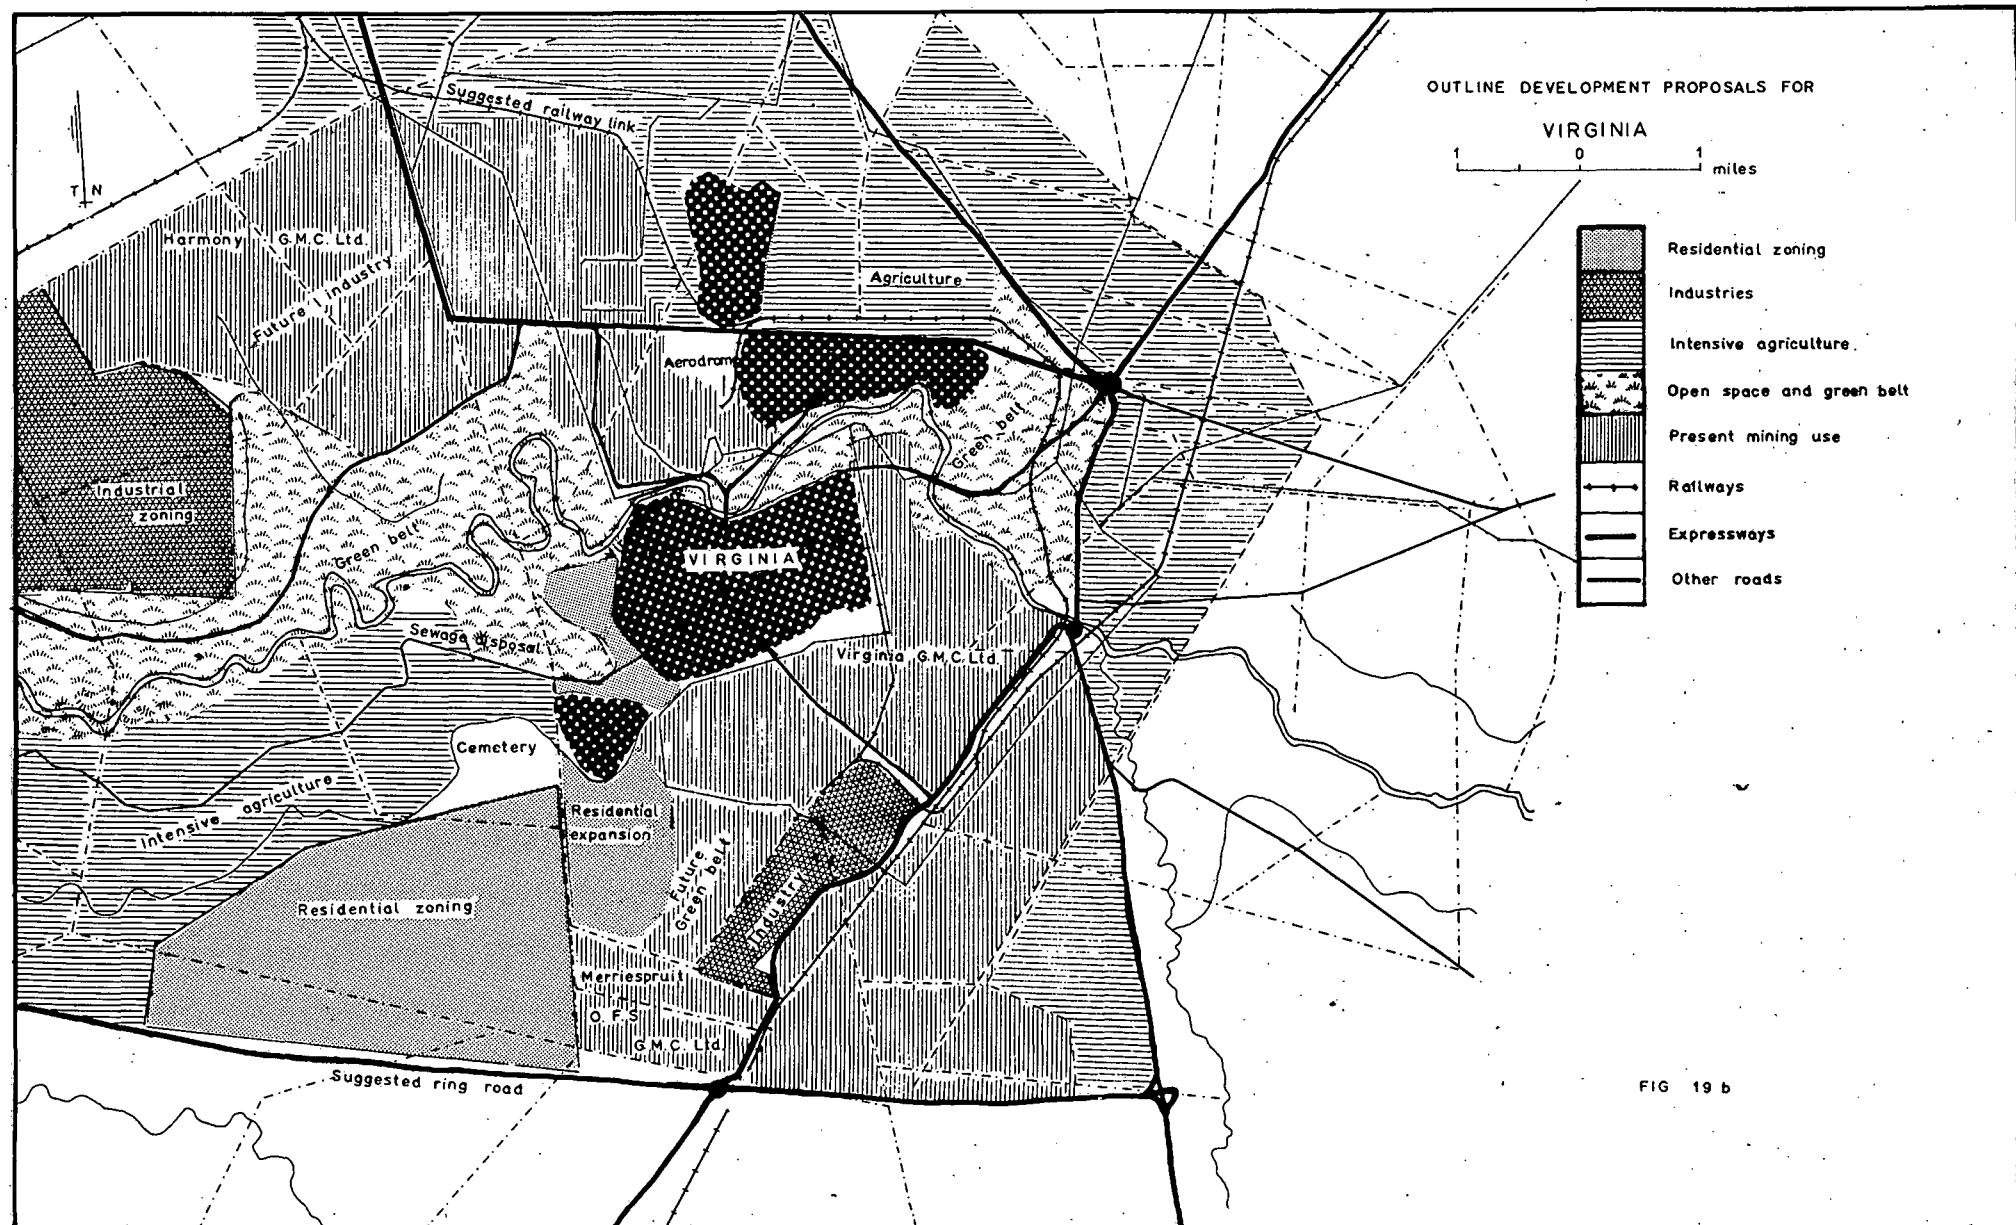 OUTLINE DEVELOPMENT PROPOSALS FOR
VIRGINIA
1 0 1 miles
T N
Suggested railway link
Harmony G.M.C. Ltd.
Future industry
Agriculture
Aerodrome
Green belt
Industrial
zoning
Green belt
VIRGINIA
Sewage disposal
Virginia G.M.C. Ltd.
Cemetery
Intensive agriculture
Residential
expansion
Future
Green belt
Industry
Residential zoning
Merriespruit
O.F.S
G.M.C. Ltd.
Suggested ring road
Residential zoning
Industries
Intensive agriculture.
Open space and green belt
Present mining use
Railways
Expressways
Other roads
FIG 19 b